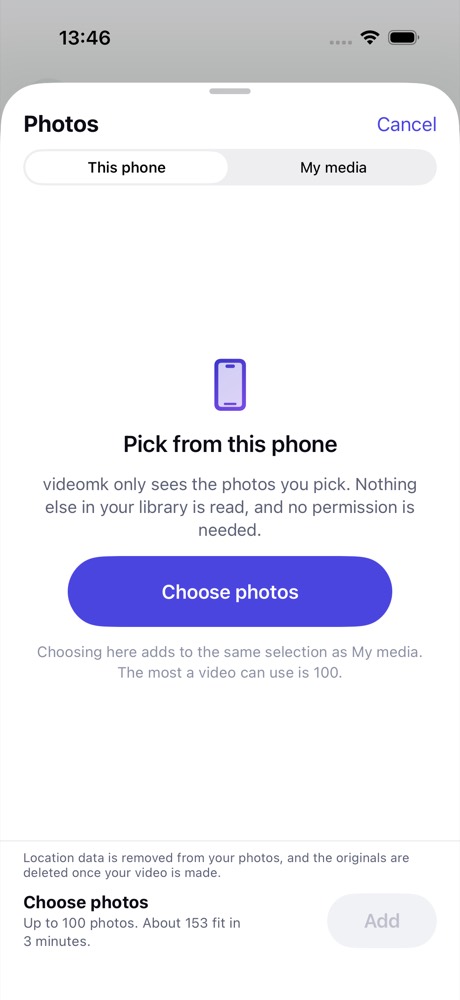 13:46
Photos
Cancel
This phone
My media
Pick from this phone
videomk only sees the photos you pick. Nothing
else in your library is read, and no permission is
needed.
Choose photos
Choosing here adds to the same selection as My media.
The most a video can use is 100.
Location data is removed from your photos, and the originals are
deleted once your video is made.
Choose photos
Up to 100 photos. About 153 fit in
3 minutes.
Add